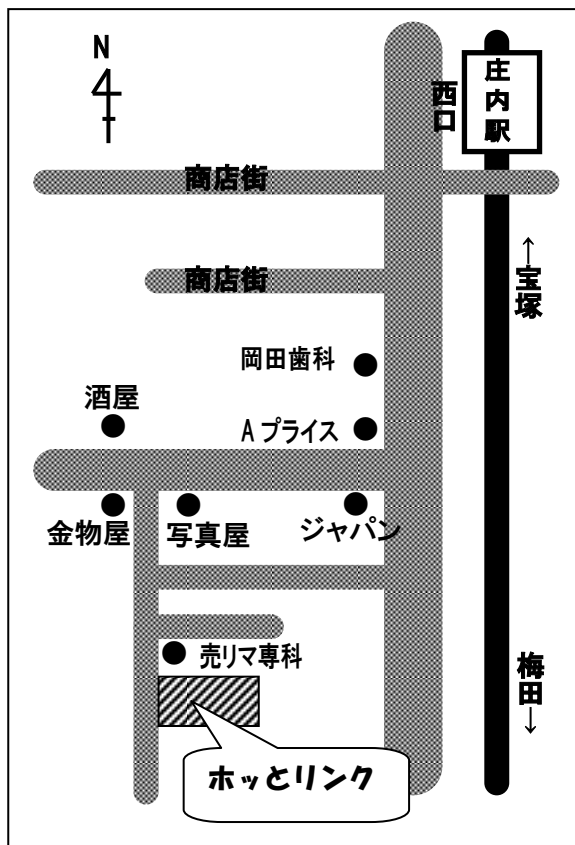 N
庄内駅
西口
商店街
商店街
↑宝塚
岡田歯科
酒屋
Aプライス
金物屋
写真屋
ジャパン
売リマ専科
梅田↓
ホッとリンク